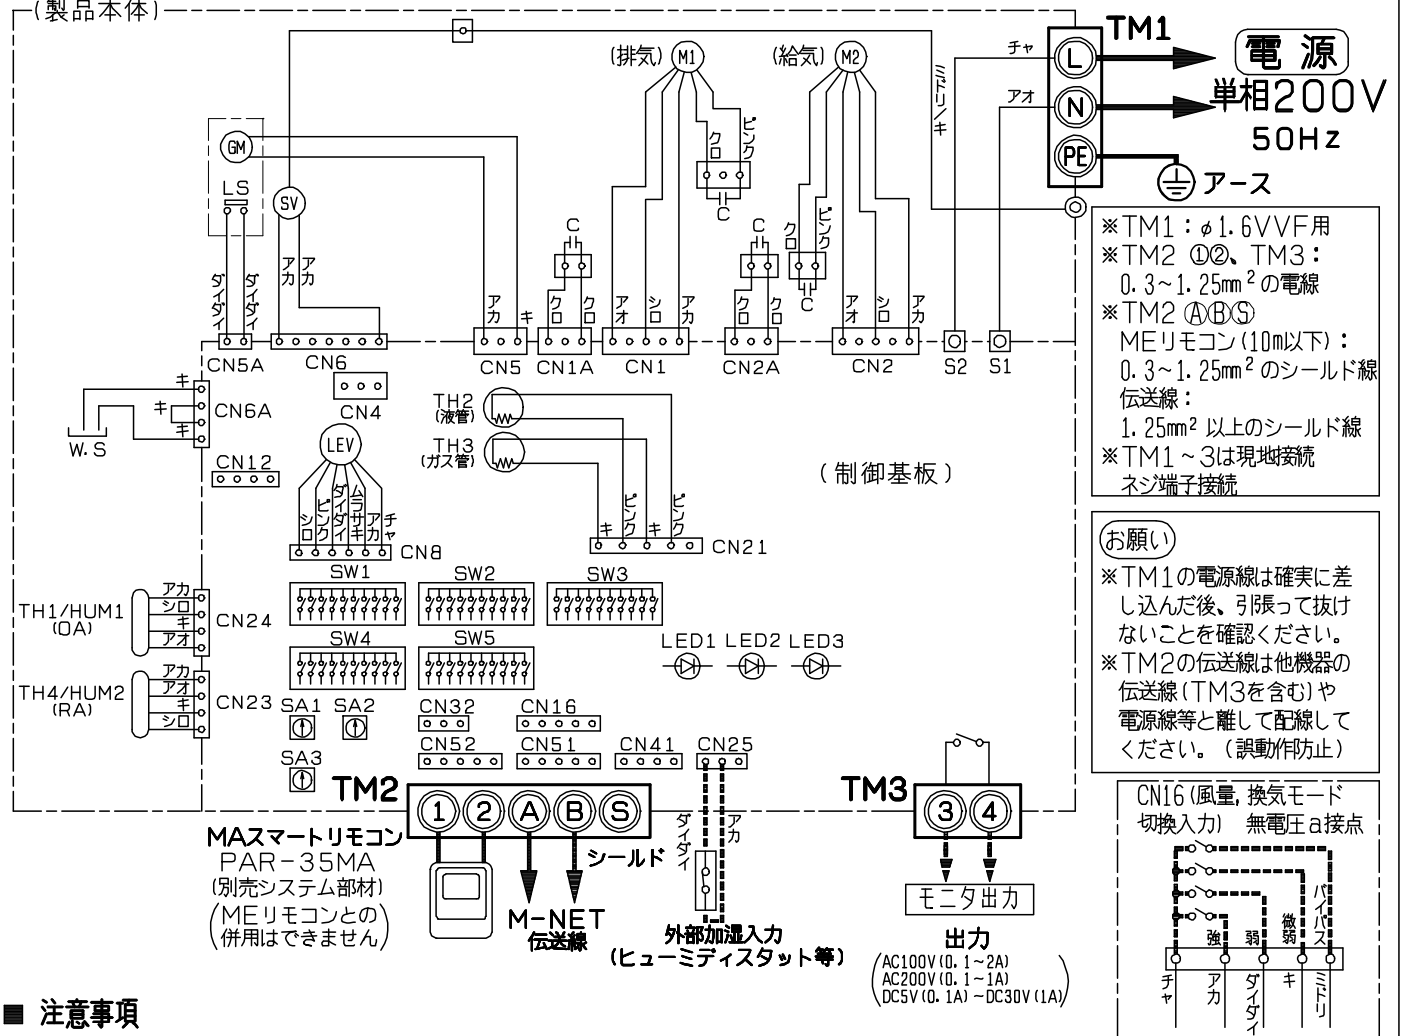 (製品本体)
TM1
L
N
PE
電源
単相200V
50Hz
アース
チャ
アオ
ミドリ/キ
(排気)
M1
(給気)
M2
クロ
ピンク
C
GM
LS
SV
ダイダイ
ダイダイ
アカ
アカ
アカ
キ
C
クロ
クロ
アオ
シロ
アカ
C
クロ
クロ
クロ
ピンク
C
アオ
シロ
アカ
CN5A
CN6
CN5
CN1A
CN1
CN2A
CN2
S2
S1
CN4
キ
キ
キ
CN6A
W.S
CN12
LEV
シロ
ピンク
ダイダイ
ムラサキ
アカ
チャ
CN8
TH2
(液管)
TH3
(ガス管)
キ
ピンク
キ
ピンク
CN21
(制御基板)
SW1
SW2
SW3
SW4
SW5
TH1/HUM1
(OA)
アカ
シロ
キ
アオ
CN24
TH4/HUM2
(RA)
アカ
アオ
キ
シロ
CN23
LED1 LED2 LED3
SA1
SA2
SA3
CN32
CN16
CN52
CN51
CN41
CN25
TM2
1 2 A B S
TM3
3 4
MAスマートリモコン
PAR-35MA
(別売システム部材)
(MEリモコンとの
併用はできません)
シールド
M-NET
伝送線
ダイダイ
アカ
外部加湿入力
(ヒューミディスタット等)
モニタ出力
出力
(AC100V(0.1~2A)
AC200V(0.1~1A)
DC5V(0.1A)~DC30V(1A))
※TM1：φ1.6VVF用
※TM2 ①②、TM3：
0.3~1.25mm²の電線
※TM2 ⒶⒷⓈ
MEリモコン(10m以下)：
0.3~1.25mm²のシールド線
伝送線：
1.25mm²以上のシールド線
※TM1~3は現地接続
ネジ端子接続
お願い
※TM1の電源線は確実に差
し込んだ後、引張って抜け
ないことを確認ください。
※TM2の伝送線は他機器の
伝送線(TM3を含む)や
電源線等と離して配線して
ください。(誤動作防止)
CN16(風量,換気モード
切換入力) 無電圧a接点
強
弱
微弱
バイパス
チャ
アカ
ダイダイ
キ
ミドリ
■ 注意事項